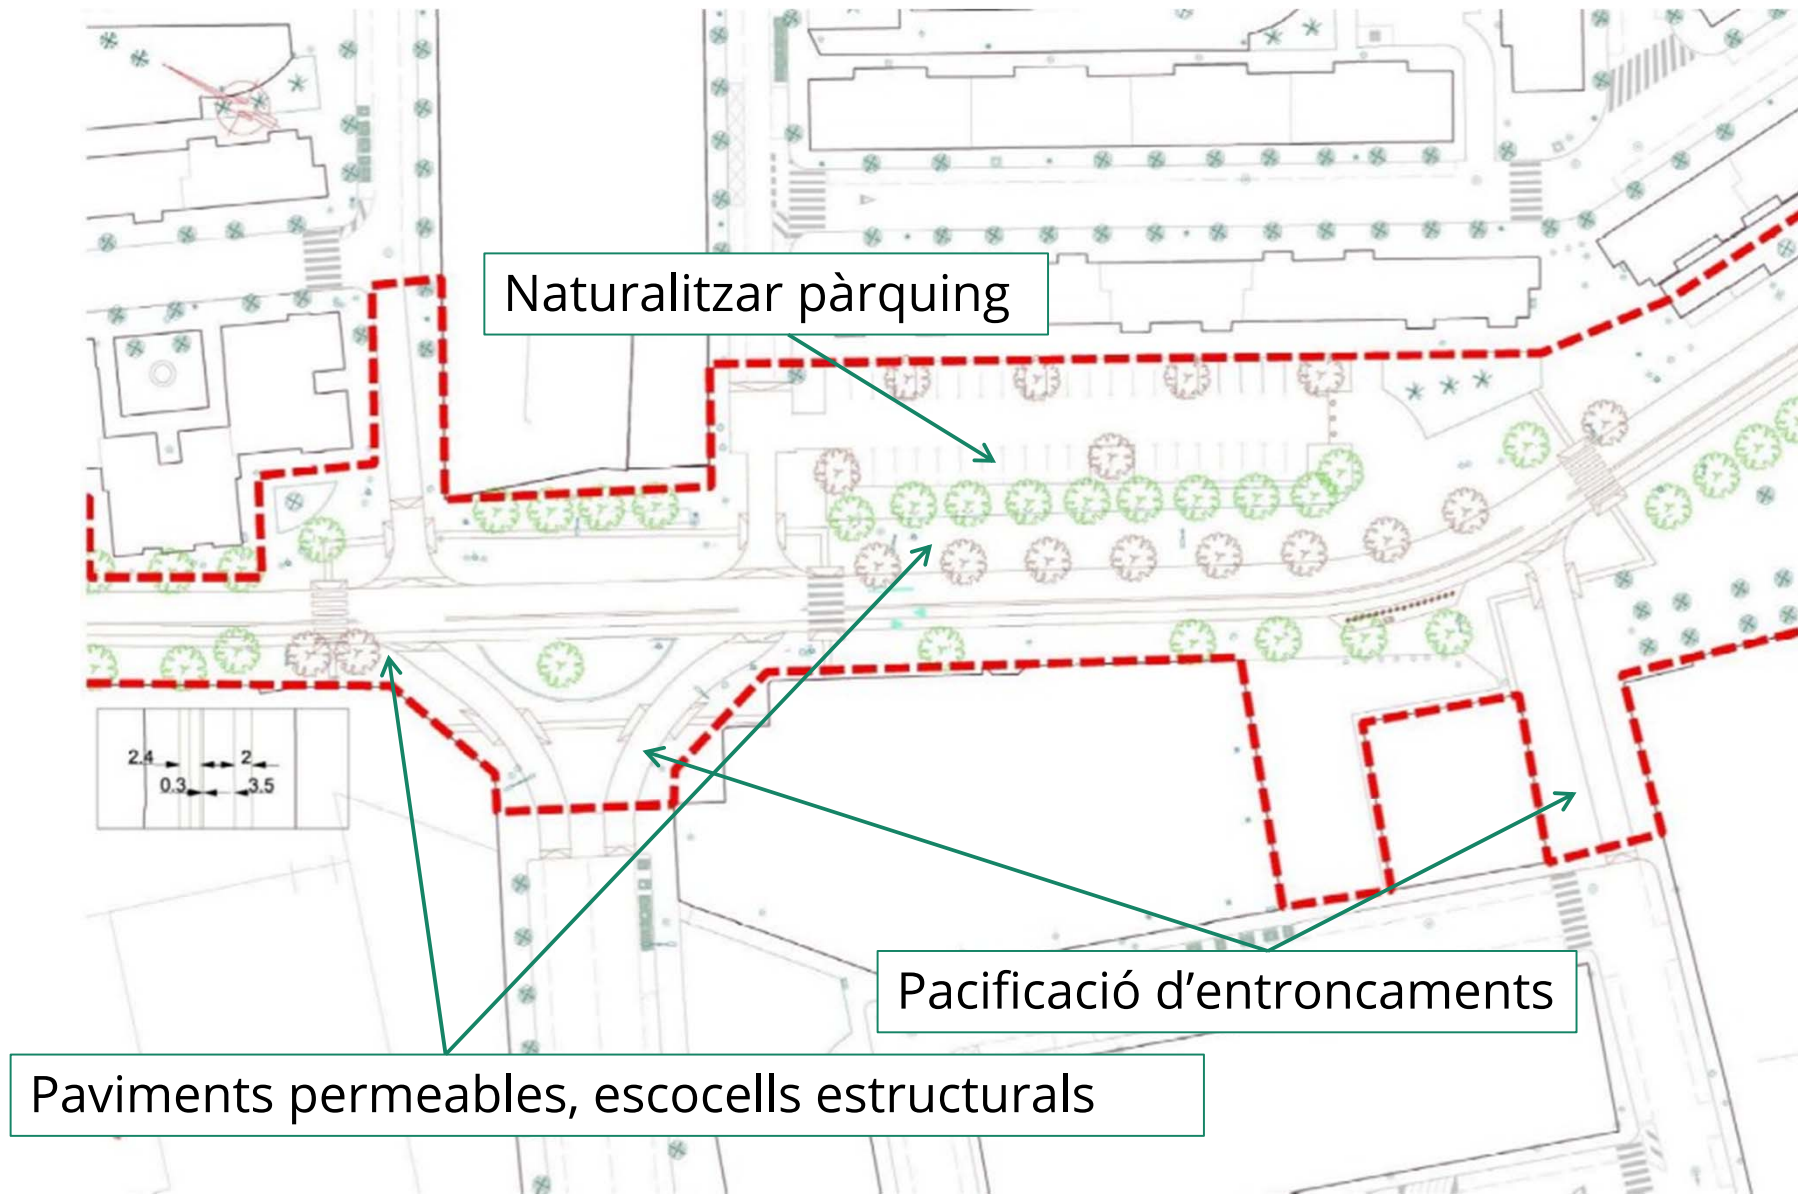 Naturalitzar pàrquing
2.4
2
0.3
3.5
Pacificació d’entroncaments
Paviments permeables, escocells estructurals